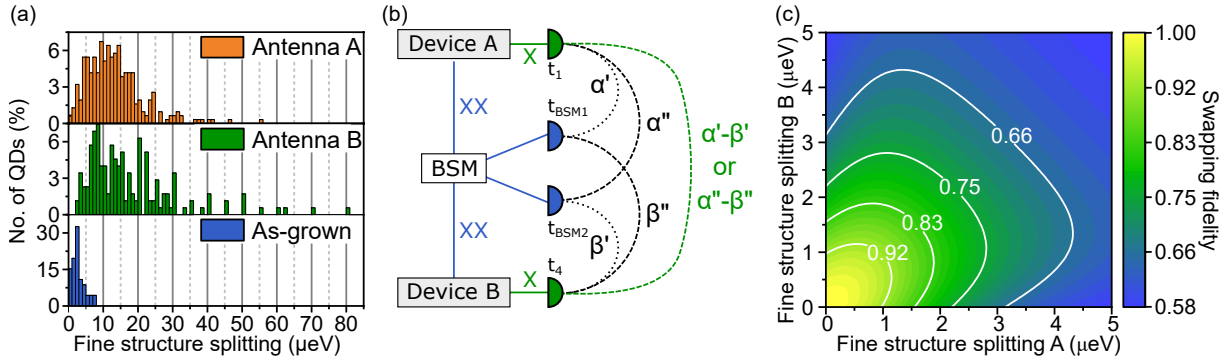 (a)
Antenna A
Antenna B
As-grown
No. of QDs (%)
6
3
0
6
3
0
30
15
0
0 10 20 30 40 50 60 70 80
Fine structure splitting (µeV)
(b)
Device A
X
t1
α'
XX
tBSM1
α''
BSM
α'-β'
or
α''-β''
β''
XX
tBSM2
β'
t4
Device B
X
(c)
Fine structure splitting B (µeV)
5
4
3
2
1
0
0.66
0.75
0.83
0.92
0 1 2 3 4 5
Fine structure splitting A (µeV)
1.00
0.92
0.83
0.75
0.66
0.58
Swapping fidelity